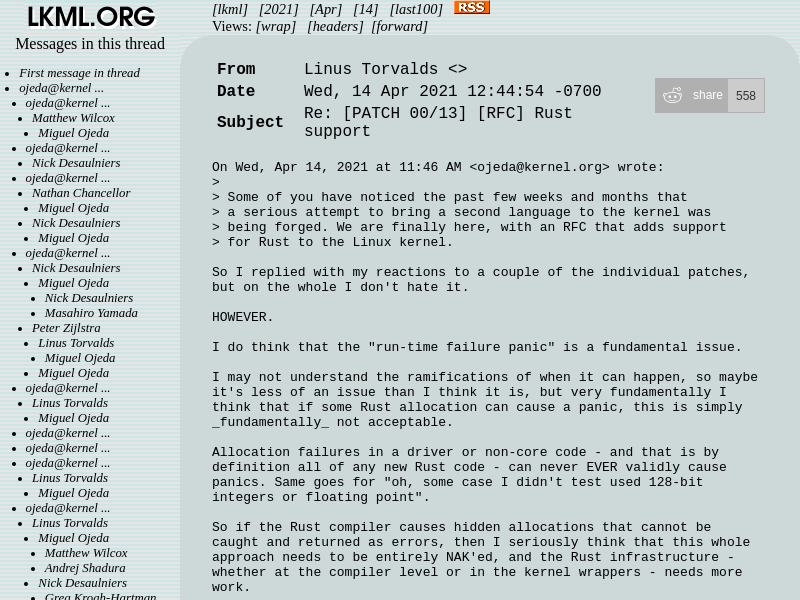 LKML.ORG
Messages in this thread
First message in thread
ojeda@kernel ...
ojeda@kernel ...
Matthew Wilcox
Miguel Ojeda
ojeda@kernel ...
Nick Desaulniers
ojeda@kernel ...
Nathan Chancellor
Miguel Ojeda
Nick Desaulniers
Miguel Ojeda
ojeda@kernel ...
Nick Desaulniers
Miguel Ojeda
Nick Desaulniers
Masahiro Yamada
Peter Zijlstra
Linus Torvalds
Miguel Ojeda
Miguel Ojeda
ojeda@kernel ...
Linus Torvalds
Miguel Ojeda
ojeda@kernel ...
ojeda@kernel ...
ojeda@kernel ...
Linus Torvalds
Miguel Ojeda
ojeda@kernel ...
Linus Torvalds
Miguel Ojeda
Matthew Wilcox
Andrej Shadura
Nick Desaulniers
Greg Kroah-Hartman
[lkml] [2021] [Apr] [14] [last100] RSS
Views: [wrap] [headers] [forward]
From Linus Torvalds <>
Date Wed, 14 Apr 2021 12:44:54 -0700
Subject Re: [PATCH 00/13] [RFC] Rust
support
share 558
On Wed, Apr 14, 2021 at 11:46 AM <ojeda@kernel.org> wrote:
>
> Some of you have noticed the past few weeks and months that
> a serious attempt to bring a second language to the kernel was
> being forged. We are finally here, with an RFC that adds support
> for Rust to the Linux kernel.
So I replied with my reactions to a couple of the individual patches,
but on the whole I don't hate it.
HOWEVER.
I do think that the "run-time failure panic" is a fundamental issue.
I may not understand the ramifications of when it can happen, so maybe
it's less of an issue than I think it is, but very fundamentally I
think that if some Rust allocation can cause a panic, this is simply
_fundamentally_ not acceptable.
Allocation failures in a driver or non-core code - and that is by
definition all of any new Rust code - can never EVER validly cause
panics. Same goes for "oh, some case I didn't test used 128-bit
integers or floating point".
So if the Rust compiler causes hidden allocations that cannot be
caught and returned as errors, then I seriously think that this whole
approach needs to be entirely NAK'ed, and the Rust infrastructure -
whether at the compiler level or in the kernel wrappers - needs more
work.